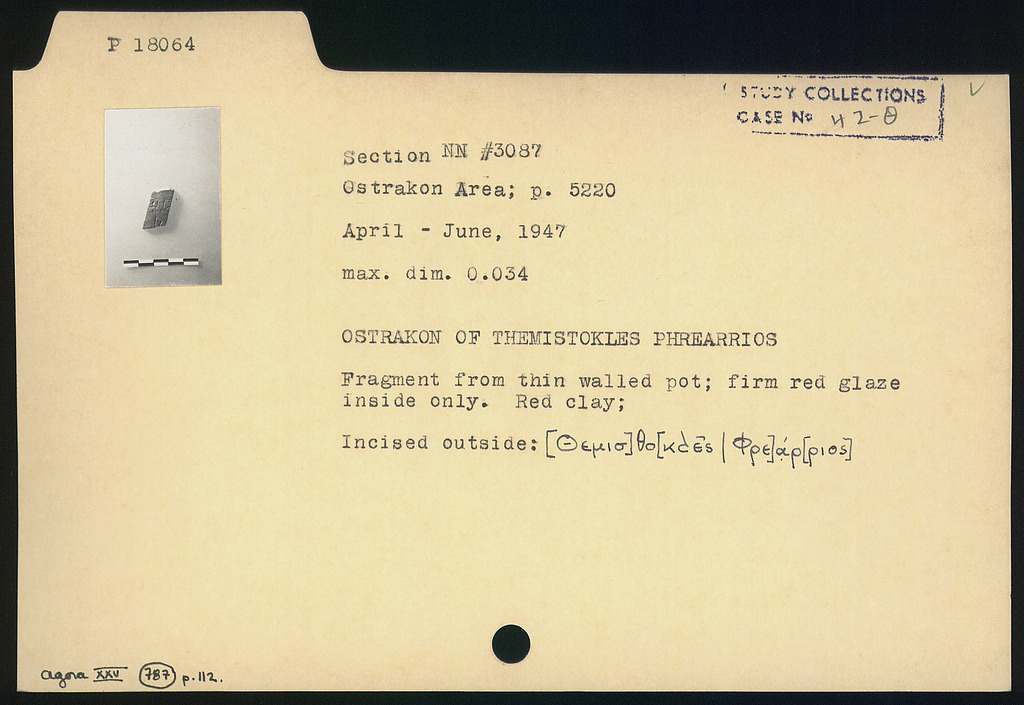 P 18064
STUDY COLLECTIONS
CASE No 42-θ
Section NN #3087
Ostrakon Area; p. 5220
April - June, 1947
max. dim. 0.034
OSTRAKON OF THEMISTOKLES PHREARRIOS
Fragment from thin walled pot; firm red glaze
inside only. Red clay;
Incised outside: [Θεμισ]θο[κλε̄ς | Φρε]άρ[ριος]
Agora XXV 787 p.112.